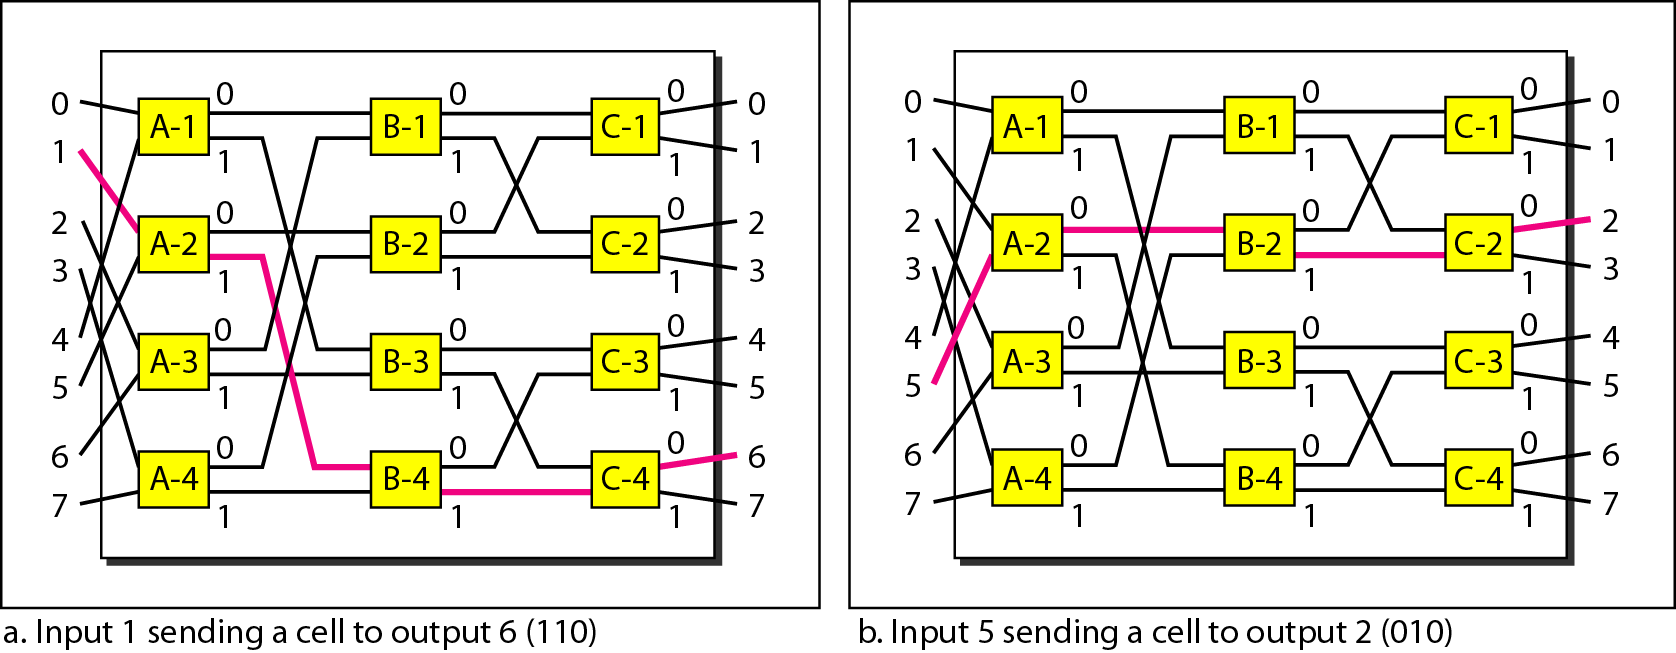 0 A-1 0 B-1 0 C-1 0 0
1 1 1 1 1
2 A-2 0 B-2 0 C-2 0 2
3 1 1 1 3
4 A-3 0 B-3 0 C-3 0 4
5 1 1 1 5
6 A-4 0 B-4 0 C-4 0 6
7 1 1 1 7
a. Input 1 sending a cell to output 6 (110)
0 A-1 0 B-1 0 C-1 0 0
1 1 1 1 1
2 A-2 0 B-2 0 C-2 0 2
3 1 1 1 3
4 A-3 0 B-3 0 C-3 0 4
5 1 1 1 5
6 A-4 0 B-4 0 C-4 0 6
7 1 1 1 7
b. Input 5 sending a cell to output 2 (010)